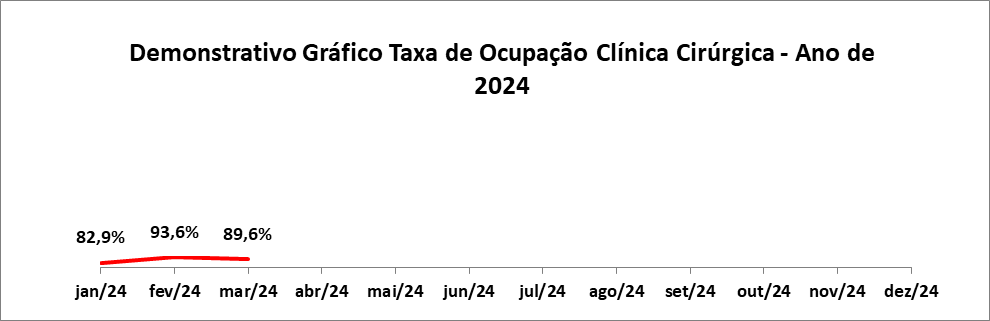 Demonstrativo Gráfico Taxa de Ocupação Clínica Cirúrgica - Ano de
2024
82,9% 93,6% 89,6%
jan/24 fev/24 mar/24 abr/24 mai/24 jun/24 jul/24 ago/24 set/24 out/24 nov/24 dez/24